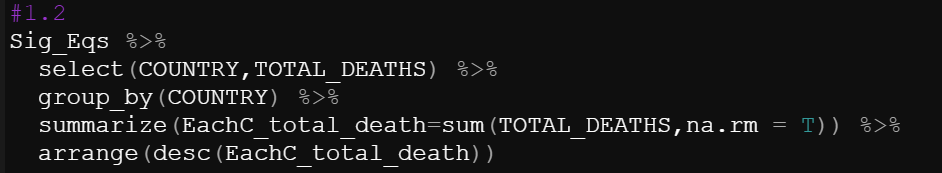 #1.2
Sig_Eqs %>%
  select(COUNTRY,TOTAL_DEATHS) %>%
  group_by(COUNTRY) %>%
  summarize(EachC_total_death=sum(TOTAL_DEATHS,na.rm = T)) %>%
  arrange(desc(EachC_total_death))